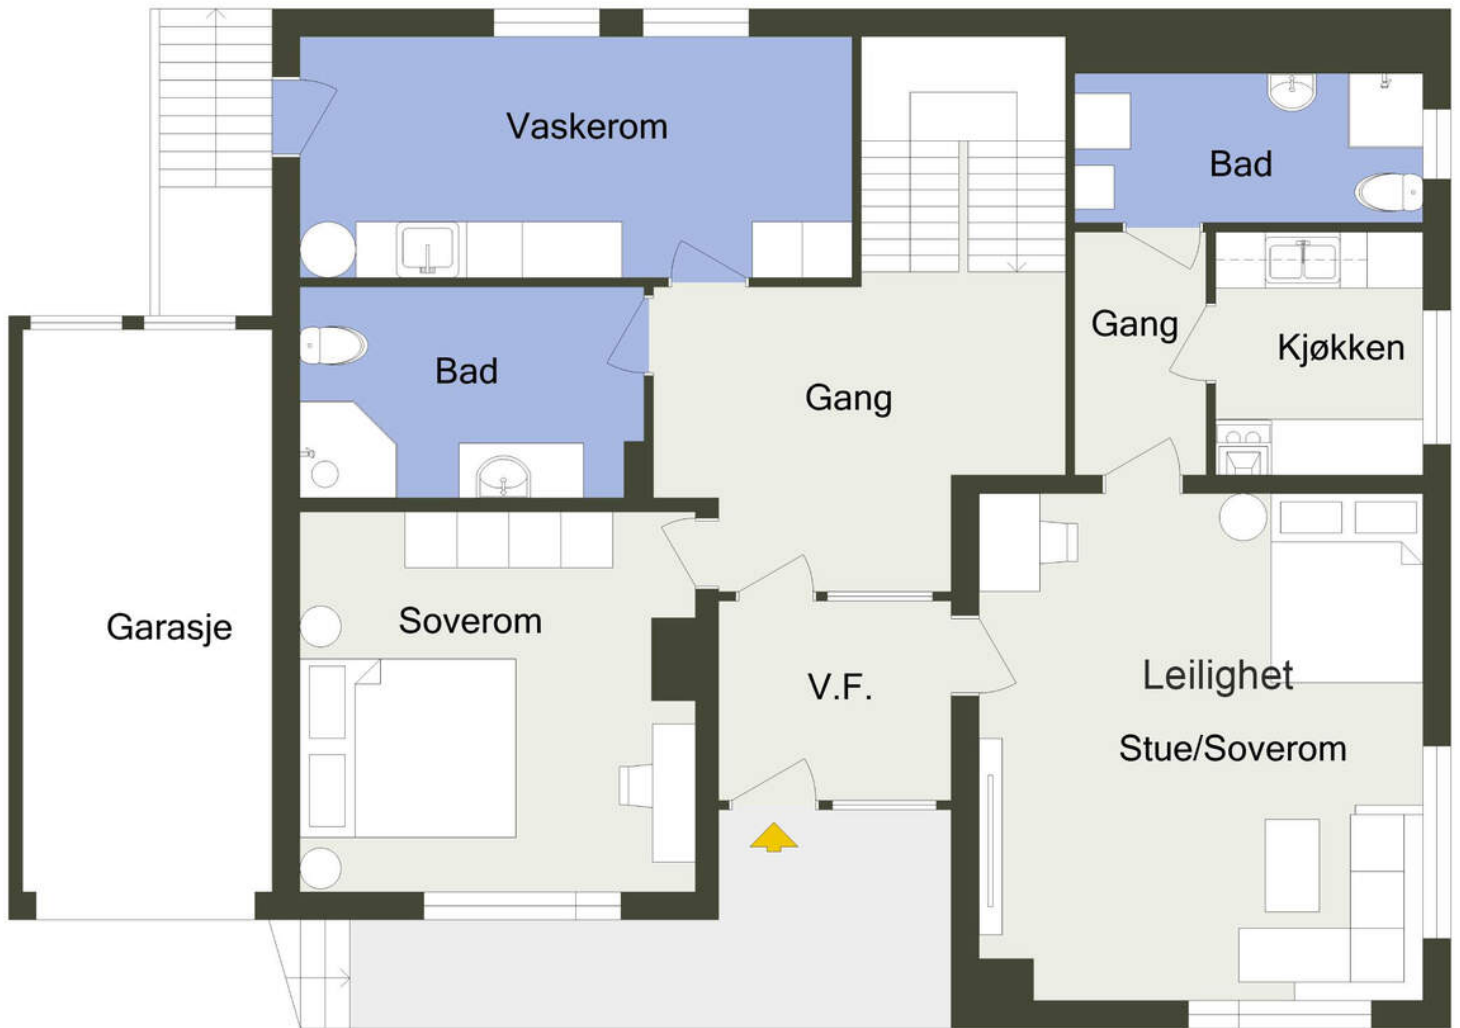 Vaskerom
Bad
Gang
Kjøkken
Bad
Gang
Garasje
Soverom
V.F.
Leilighet
Stue/Soverom